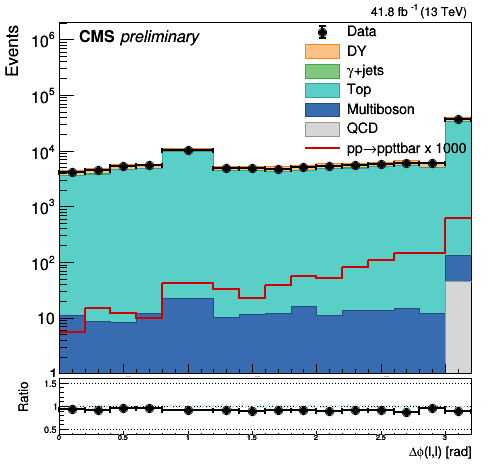 41.8 fb⁻¹ (13 TeV)
CMS preliminary
Events
Data
DY
γ+jets
Top
Multiboson
QCD
pp→ppttbar x 1000
10⁶
10⁵
10⁴
10³
10²
10
1
Ratio
1.5
1
0.5
0 0.5 1 1.5 2 2.5 3
Δϕ(l,l) [rad]